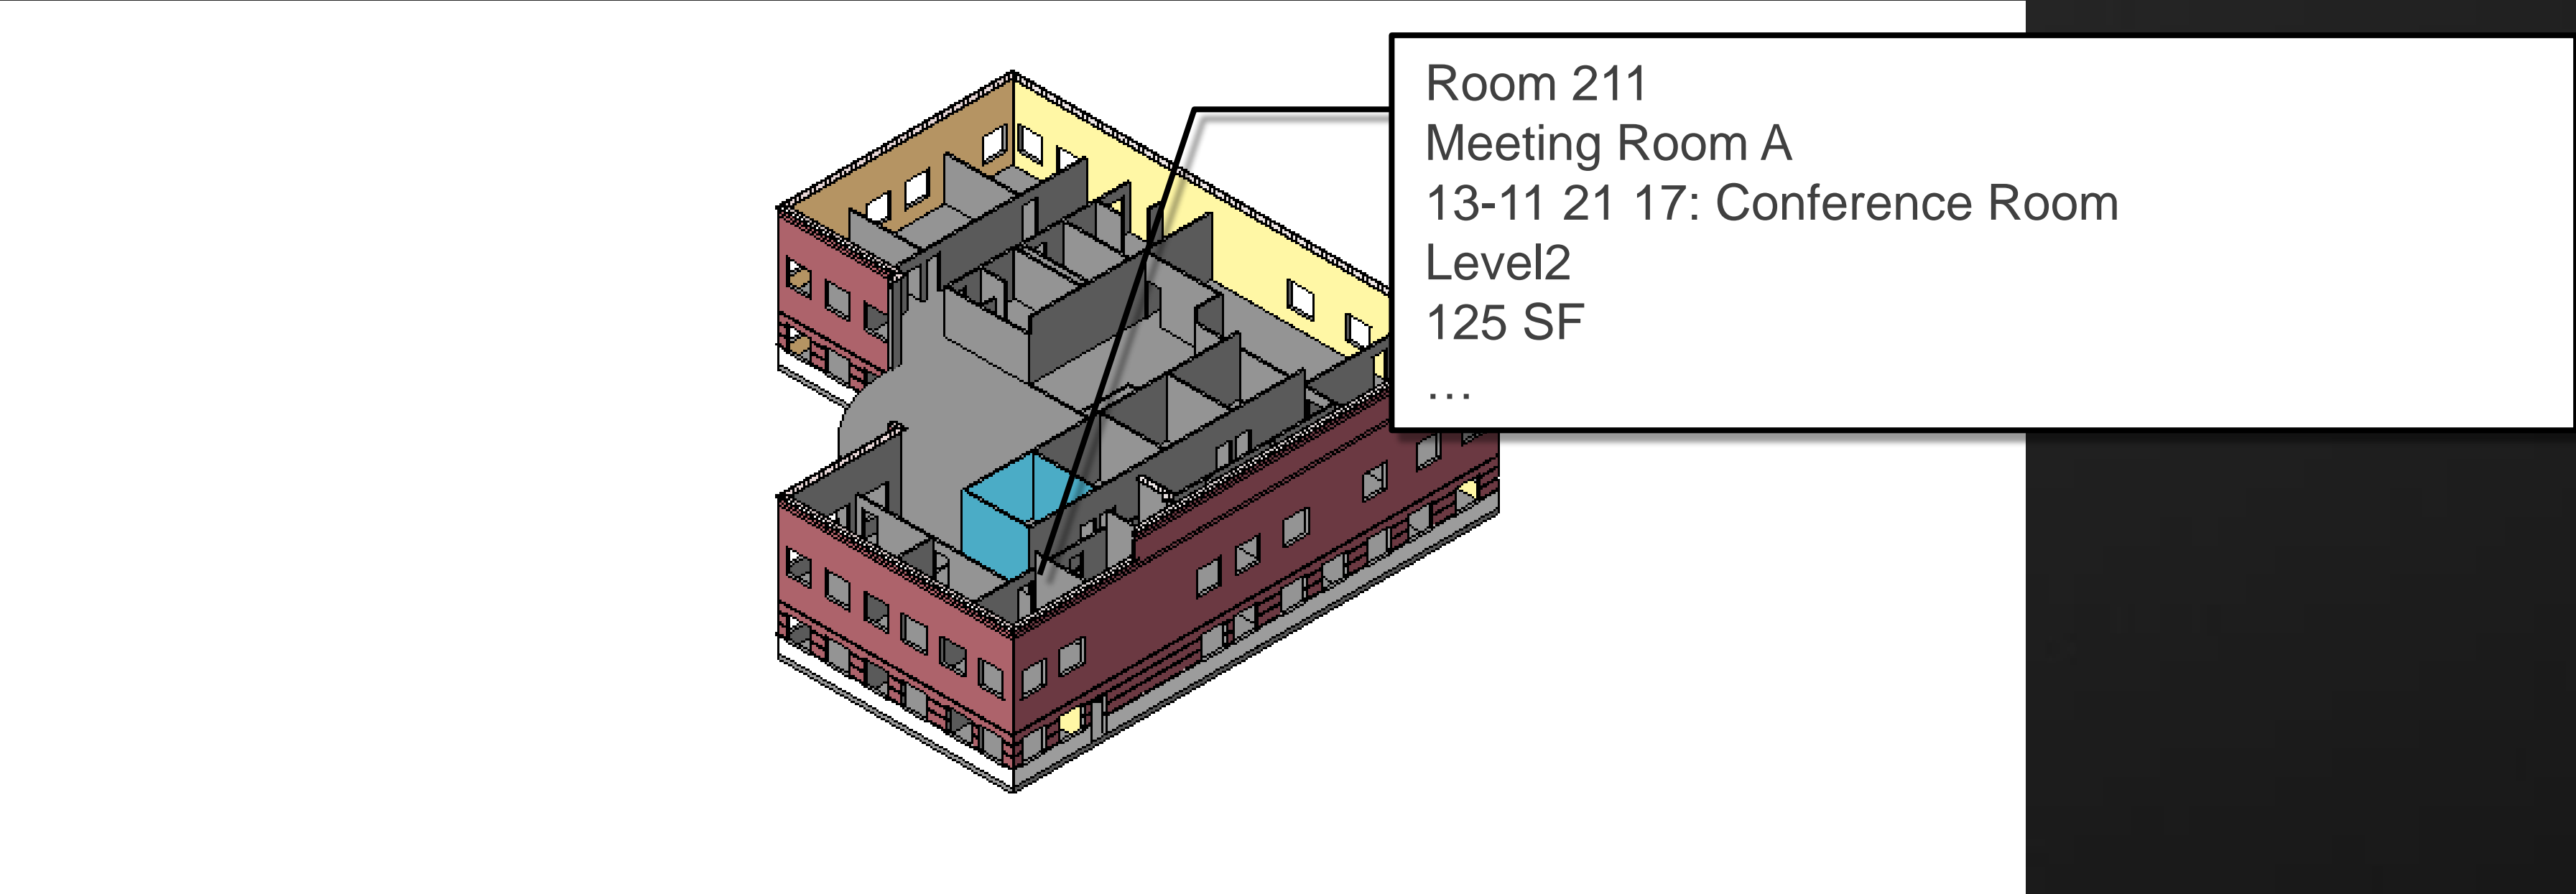 Room 211
Meeting Room A
13-11 21 17: Conference Room
Level2
125 SF
…